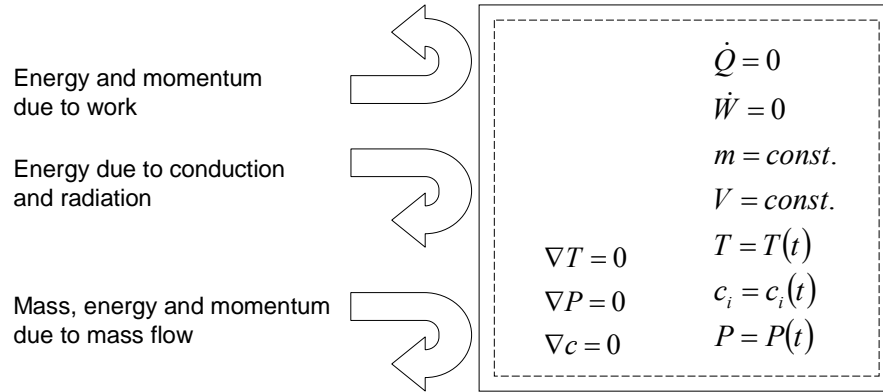 Energy and momentum
due to work
Energy due to conduction
and radiation
Mass, energy and momentum
due to mass flow
∇T = 0
∇P = 0
∇c = 0
Q̇ = 0
Ẇ = 0
m = const.
V = const.
T = T(t)
cᵢ = cᵢ(t)
P = P(t)